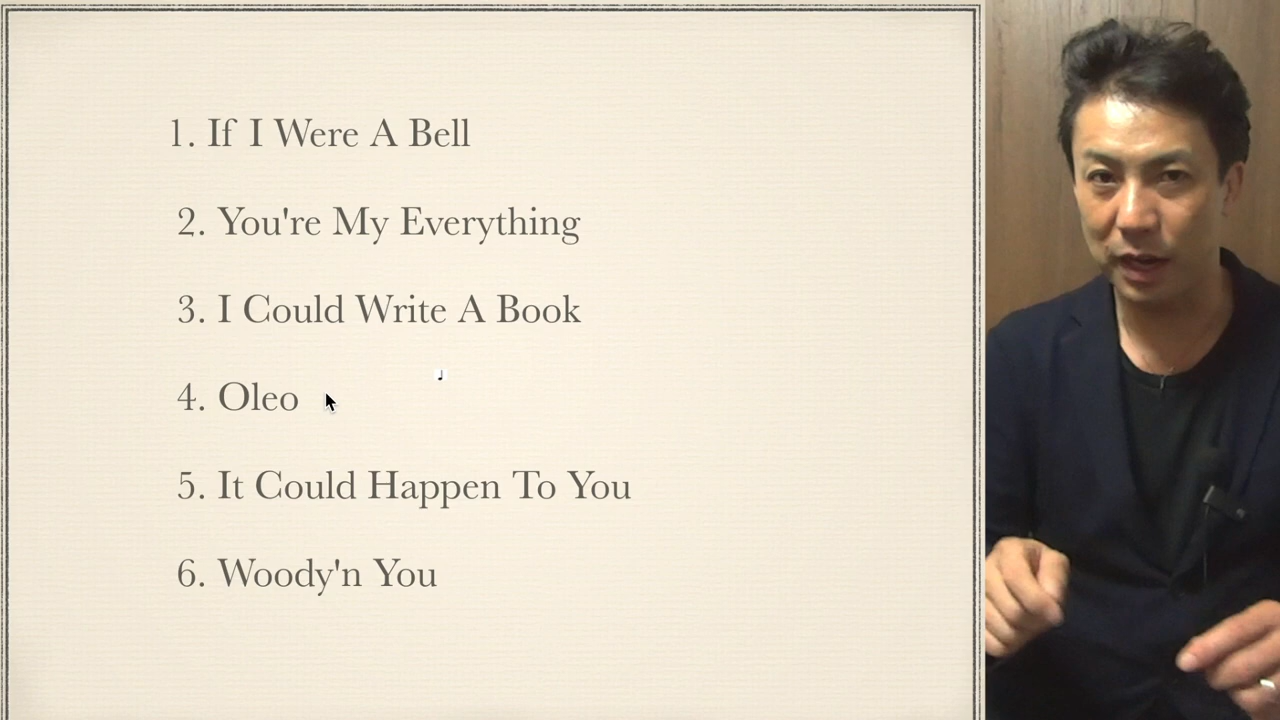 1. If I Were A Bell
2. You're My Everything
3. I Could Write A Book
4. Oleo
5. It Could Happen To You
6. Woody'n You